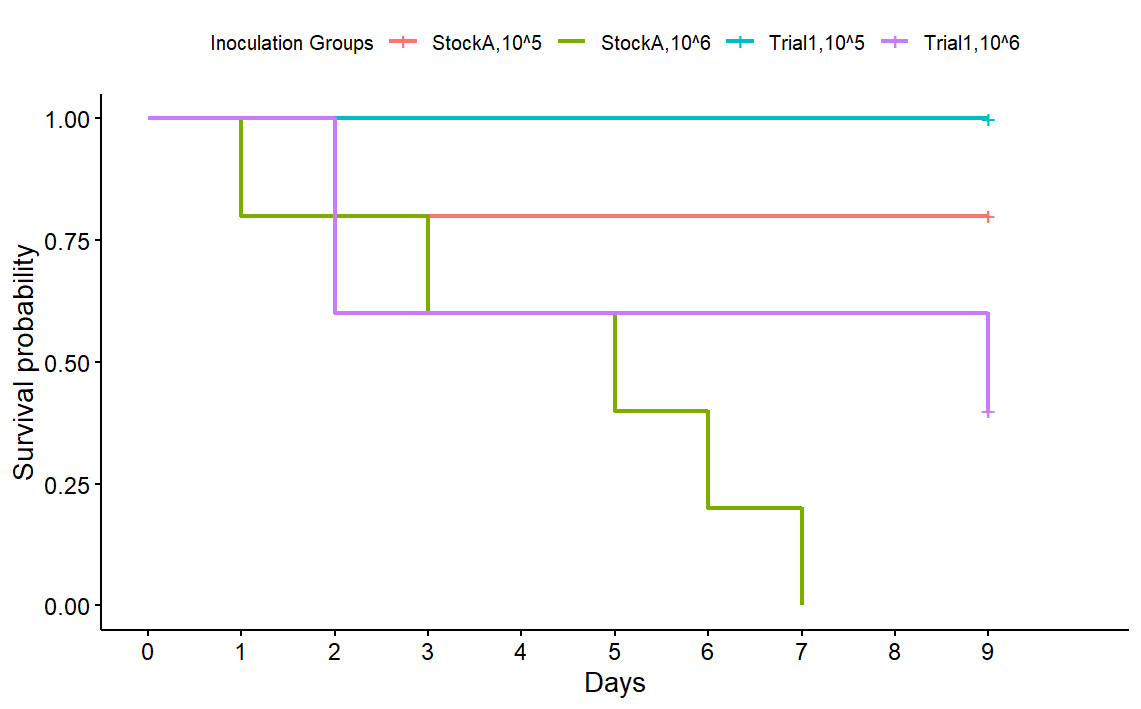 Inoculation Groups StockA,10^5 StockA,10^6 Trial1,10^5 Trial1,10^6
1.00
0.75
0.50
0.25
0.00
Survival probability
0 1 2 3 4 5 6 7 8 9
Days